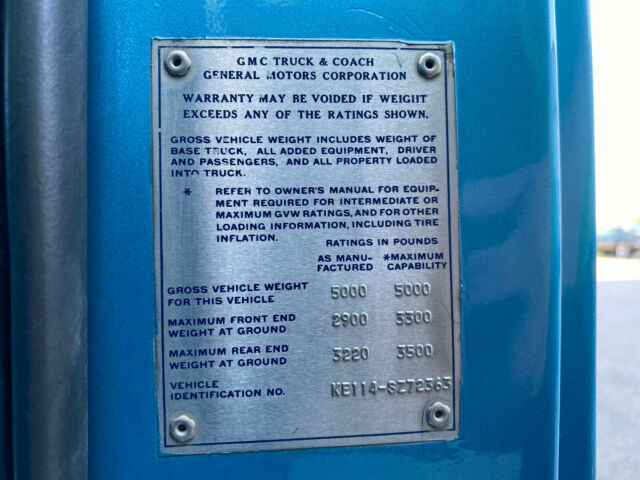 GMC TRUCK & COACH
GENERAL MOTORS CORPORATION
WARRANTY MAY BE VOIDED IF WEIGHT
EXCEEDS ANY OF THE RATINGS SHOWN.
GROSS VEHICLE WEIGHT INCLUDES WEIGHT OF
BASE TRUCK, ALL ADDED EQUIPMENT, DRIVER
AND PASSENGERS, AND ALL PROPERTY LOADED
INTO TRUCK.
* REFER TO OWNER'S MANUAL FOR EQUIP-
MENT REQUIRED FOR INTERMEDIATE OR
MAXIMUM GVW RATINGS, AND FOR OTHER
LOADING INFORMATION, INCLUDING TIRE
INFLATION.
RATINGS IN POUNDS
AS MANU- *MAXIMUM
FACTURED CAPABILITY
GROSS VEHICLE WEIGHT
FOR THIS VEHICLE 5000 5000
MAXIMUM FRONT END
WEIGHT AT GROUND 2900 3300
MAXIMUM REAR END
WEIGHT AT GROUND 3220 3500
VEHICLE
IDENTIFICATION NO. KE114-SZ72363